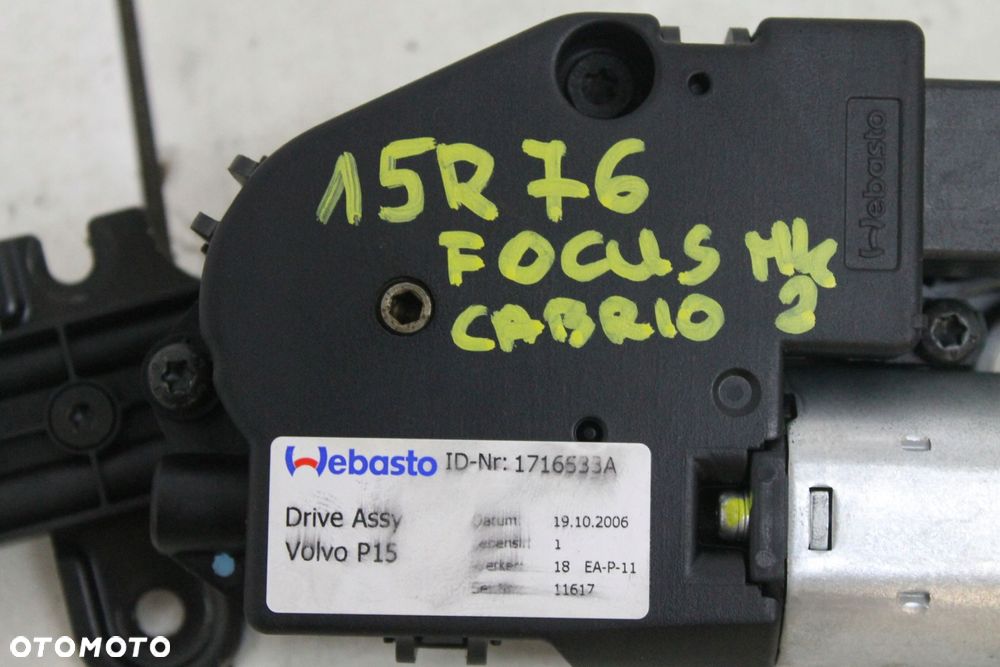 15R76
FOCUS MK
CABRIO 2
Webasto
Webasto ID-Nr: 1716533A
Drive Assy
Volvo P15
Datum: 19.10.2006
1
18 EA-P-11
11617
OTOMOTO